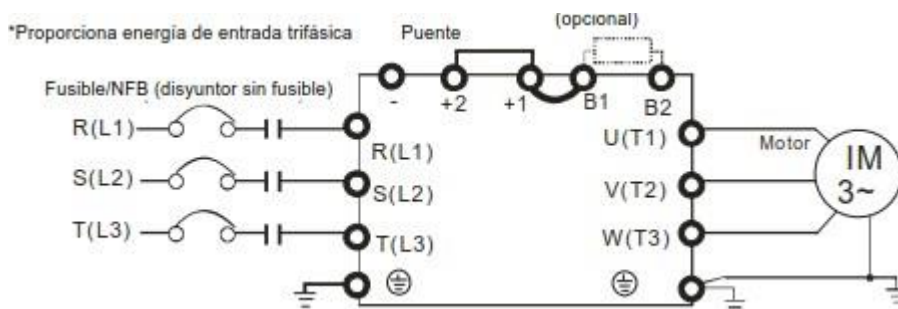 (opcional)
*Proporciona energía de entrada trifásica
Puente
Fusible/NFB (disyuntor sin fusible)
- +2 +1 B1 B2
R(L1)
R(L1)
U(T1)
Motor
IM
3~
S(L2)
S(L2)
V(T2)
T(L3)
T(L3)
W(T3)